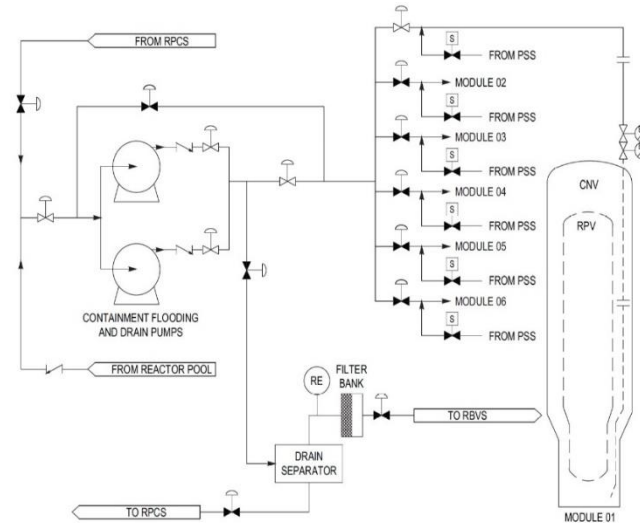 FROM RPCS
S
FROM PSS
MODULE 02
S
FROM PSS
MODULE 03
S
FROM PSS
MODULE 04
S
FROM PSS
MODULE 05
S
FROM PSS
MODULE 06
S
FROM PSS
CNV
RPV
CONTAINMENT FLOODING
AND DRAIN PUMPS
FROM REACTOR POOL
RE
FILTER
BANK
TO RBVS
DRAIN
SEPARATOR
TO RPCS
MODULE 01